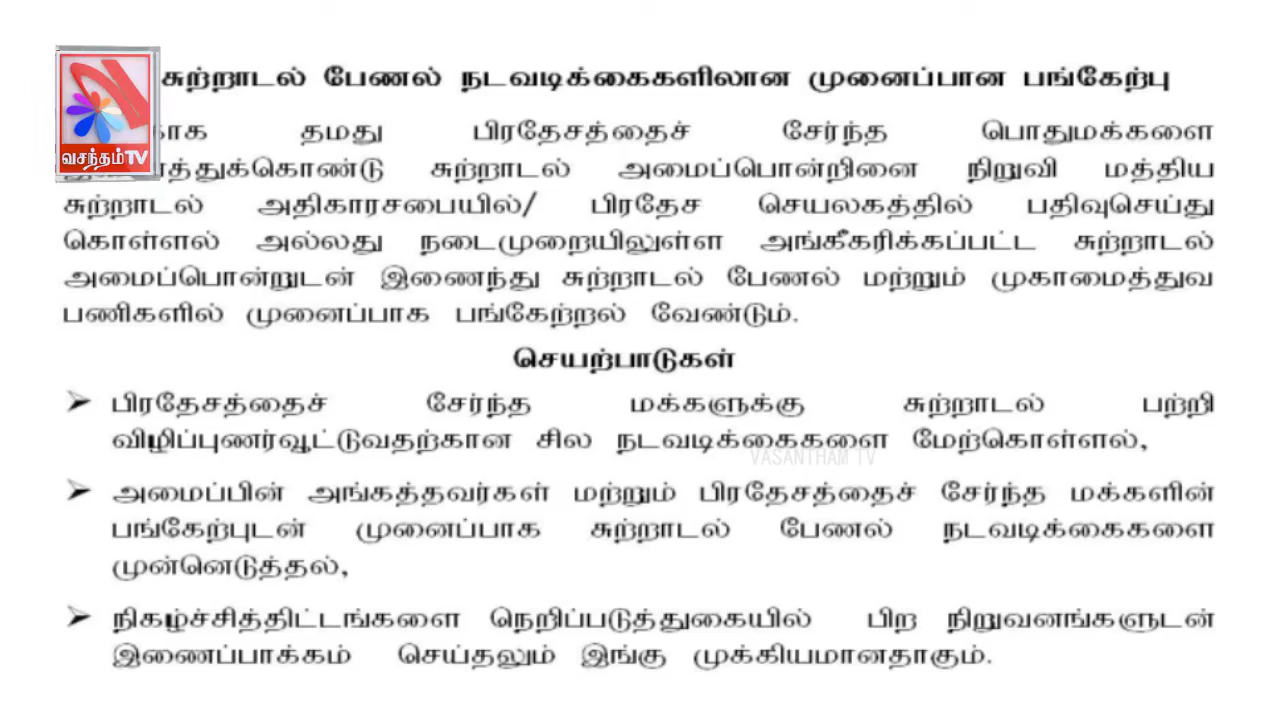 சுற்றாடல் பேணல் நடவடிக்கைகளிலான முனைப்பான பங்கேற்பு
தமது பிரதேசத்தைச் சேர்ந்த பொதுமக்களை
சுற்றாடல் அமைப்பொன்றினை நிறுவி மத்திய
வசந்தம்TV
சுற்றாடல் அதிகாரசபையில்/ பிரதேச செயலகத்தில் பதிவுசெய்து
கொள்ளல் அல்லது நடைமுறையிலுள்ள அங்கீகரிக்கப்பட்ட சுற்றாடல்
அமைப்பொன்றுடன் இணைந்து சுற்றாடல் பேணல் மற்றும் முகாமைத்துவ
பணிகளில் முனைப்பாக பங்கேற்றல் வேண்டும்.
செயற்பாடுகள்
➢ பிரதேசத்தைச் சேர்ந்த மக்களுக்கு சுற்றாடல் பற்றி
விழிப்புணர்வூட்டுவதற்கான சில நடவடிக்கைகளை மேற்கொள்ளல்,
VASANTHAM TV
➢ அமைப்பின் அங்கத்தவர்கள் மற்றும் பிரதேசத்தைச் சேர்ந்த மக்களின்
பங்கேற்புடன் முனைப்பாக சுற்றாடல் பேணல் நடவடிக்கைகளை
முன்னெடுத்தல்,
➢ நிகழ்ச்சித்திட்டங்களை நெறிப்படுத்துகையில் பிற நிறுவனங்களுடன்
இணைப்பாக்கம் செய்தலும் இங்கு முக்கியமானதாகும்.